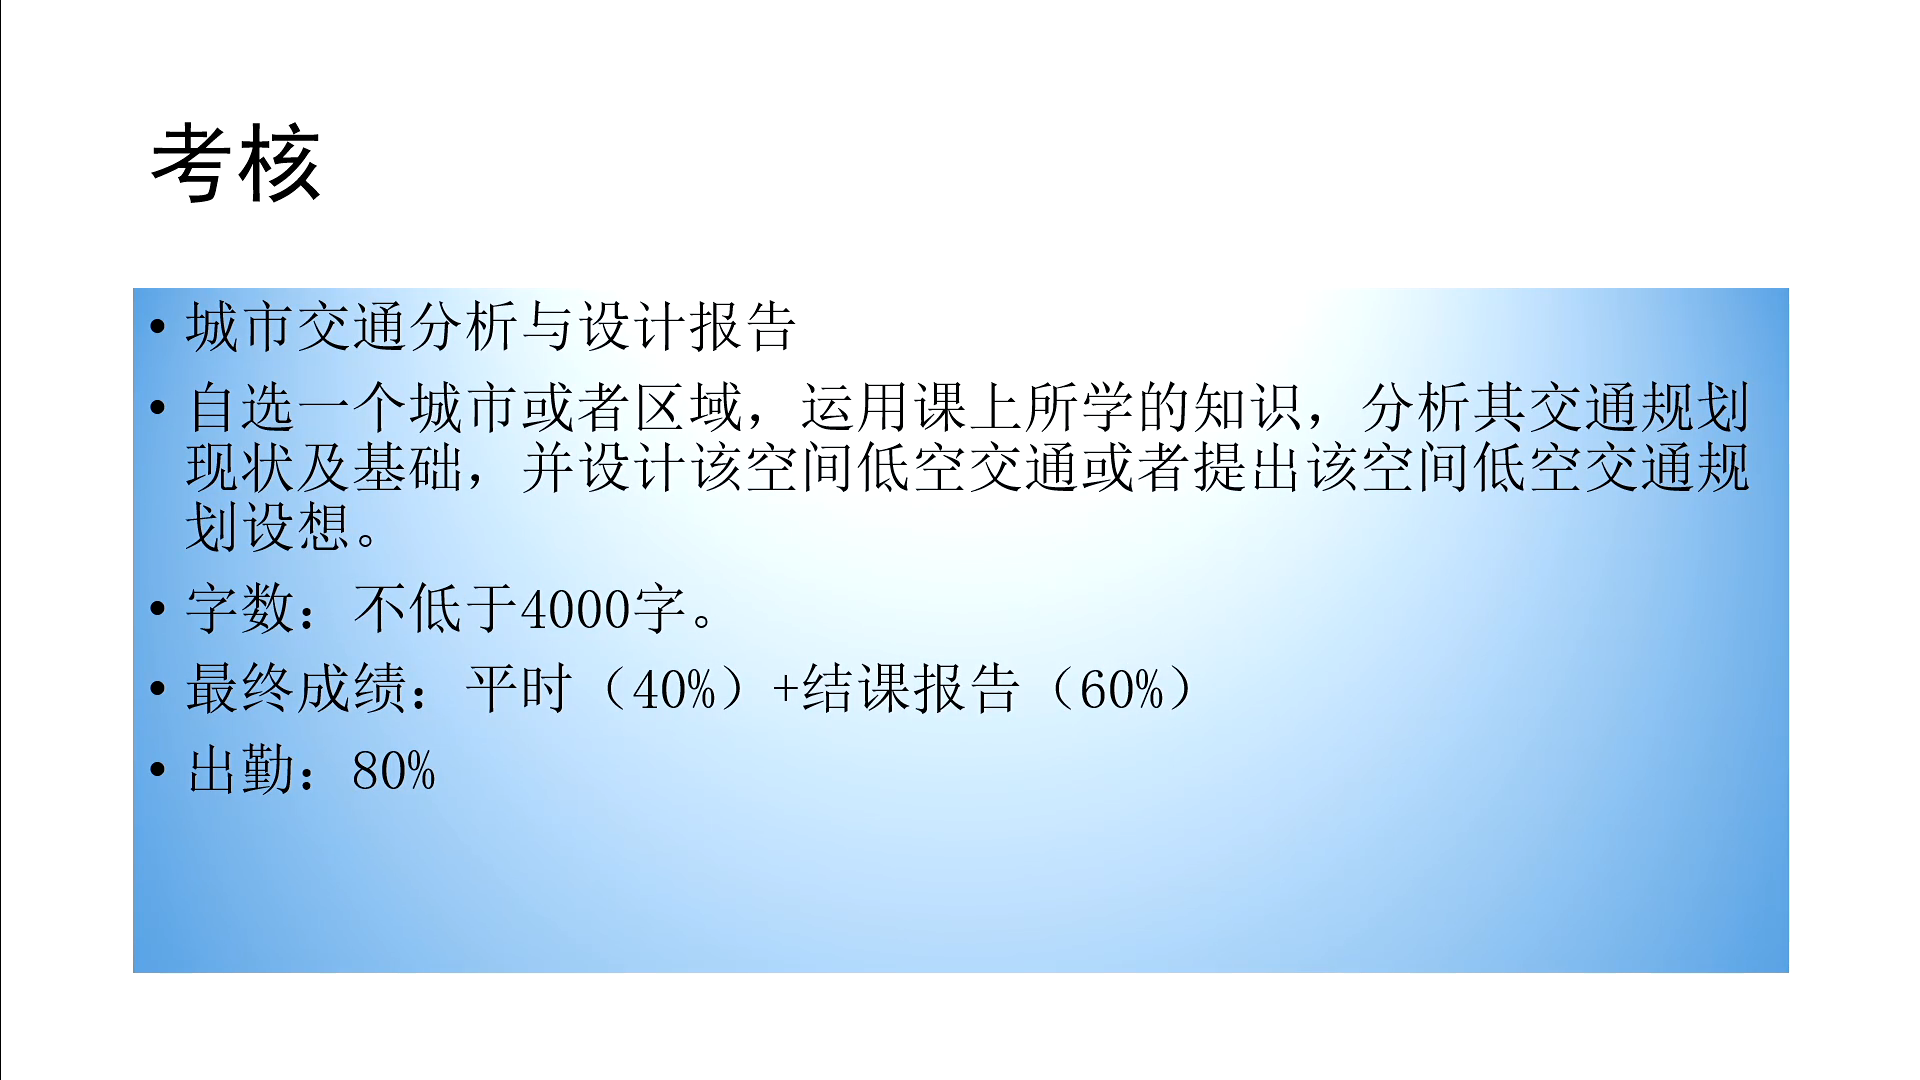 考核
• 城市交通分析与设计报告
• 自选一个城市或者区域，运用课上所学的知识，分析其交通规划
现状及基础，并设计该空间低空交通或者提出该空间低空交通规
划设想。
• 字数：不低于4000字。
• 最终成绩：平时（40%）+结课报告（60%）
• 出勤：80%